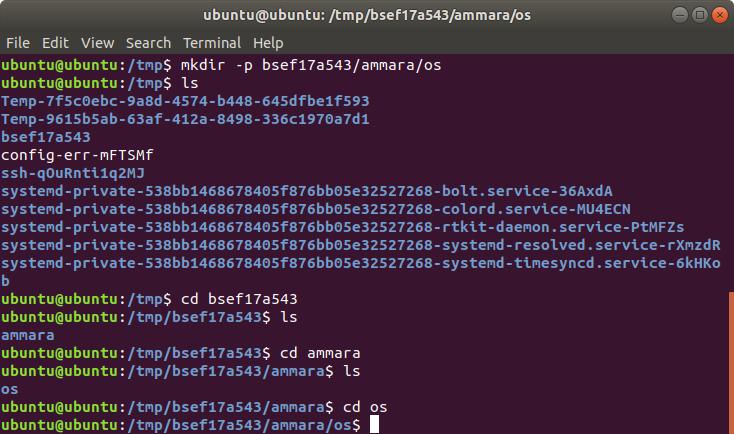 ubuntu@ubuntu: /tmp/bsef17a543/ammara/os
File Edit View Search Terminal Help
ubuntu@ubuntu:/tmp$ mkdir -p bsef17a543/ammara/os
ubuntu@ubuntu:/tmp$ ls
Temp-7f5c0ebc-9a8d-4574-b448-645dfbe1f593
Temp-9615b5ab-63af-412a-8498-336c1970a7d1
bsef17a543
config-err-mFTSMf
ssh-qOuRnti1q2MJ
systemd-private-538bb1468678405f876bb05e32527268-bolt.service-36AxdA
systemd-private-538bb1468678405f876bb05e32527268-colord.service-MU4ECN
systemd-private-538bb1468678405f876bb05e32527268-rtkit-daemon.service-PtMFZs
systemd-private-538bb1468678405f876bb05e32527268-systemd-resolved.service-rXmzdR
systemd-private-538bb1468678405f876bb05e32527268-systemd-timesyncd.service-6kHKo
b
ubuntu@ubuntu:/tmp$ cd bsef17a543
ubuntu@ubuntu:/tmp/bsef17a543$ ls
ammara
ubuntu@ubuntu:/tmp/bsef17a543$ cd ammara
ubuntu@ubuntu:/tmp/bsef17a543/ammara$ ls
os
ubuntu@ubuntu:/tmp/bsef17a543/ammara$ cd os
ubuntu@ubuntu:/tmp/bsef17a543/ammara/os$